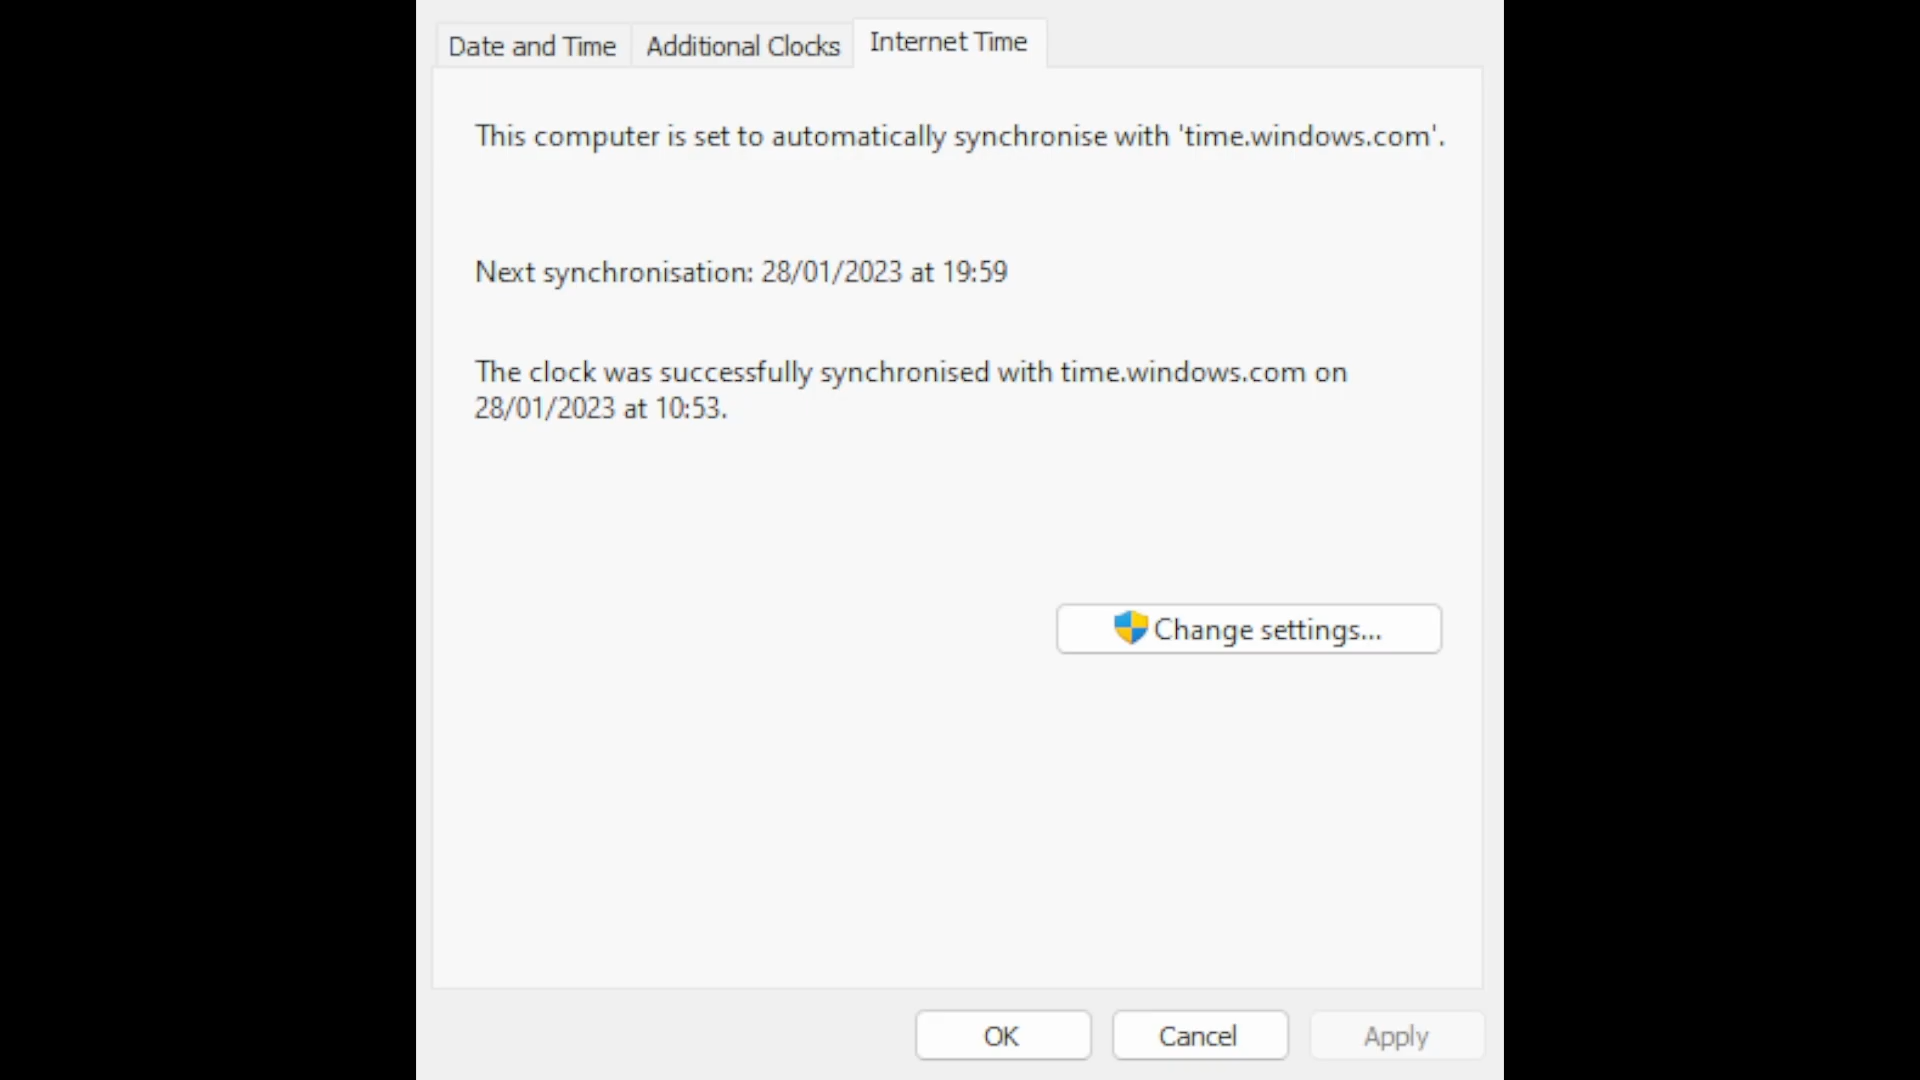 Date and Time
Additional Clocks
Internet Time
This computer is set to automatically synchronise with 'time.windows.com'.
Next synchronisation: 28/01/2023 at 19:59
The clock was successfully synchronised with time.windows.com on
28/01/2023 at 10:53.
Change settings...
OK
Cancel
Apply